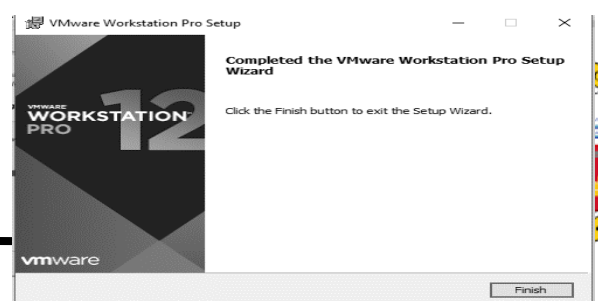 VMware Workstation Pro Setup
Completed the VMware Workstation Pro Setup
Wizard
Click the Finish button to exit the Setup Wizard.
VMWARE
WORKSTATION
PRO
12
vmware
Finish